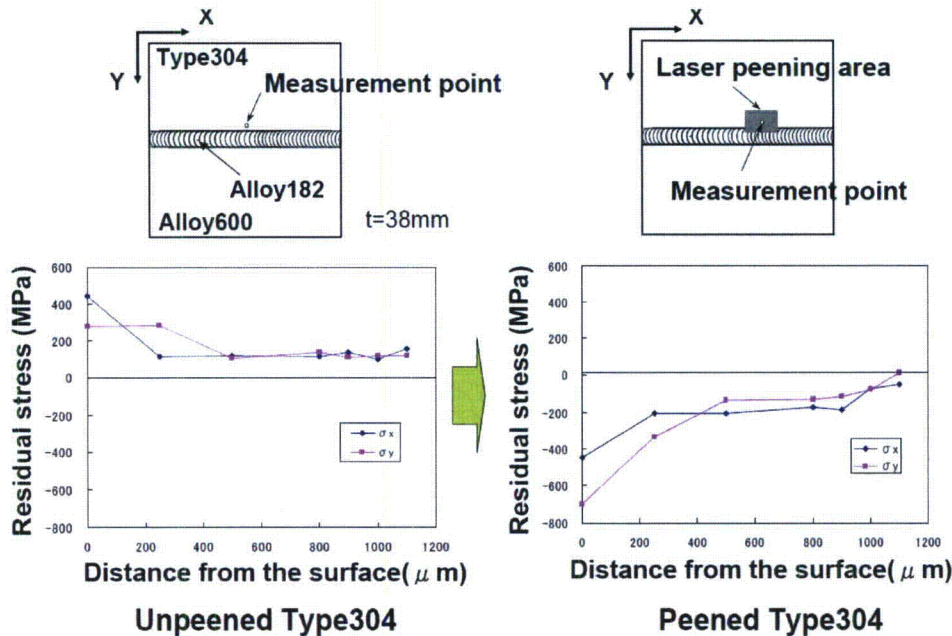 X
Y
Type304
Measurement point
Alloy182
Alloy600
t=38mm
X
Y
Laser peening area
Measurement point
Residual stress (MPa)
600
400
200
0
-200
-400
-600
-800
σx
σy
0
200
400
600
800
1000
1200
Distance from the surface(μm)
Unpeened Type304
Residual stress (MPa)
600
400
200
0
-200
-400
-600
-800
σx
σy
0
200
400
600
800
1000
1200
Distance from the surface(μm)
Peened Type304